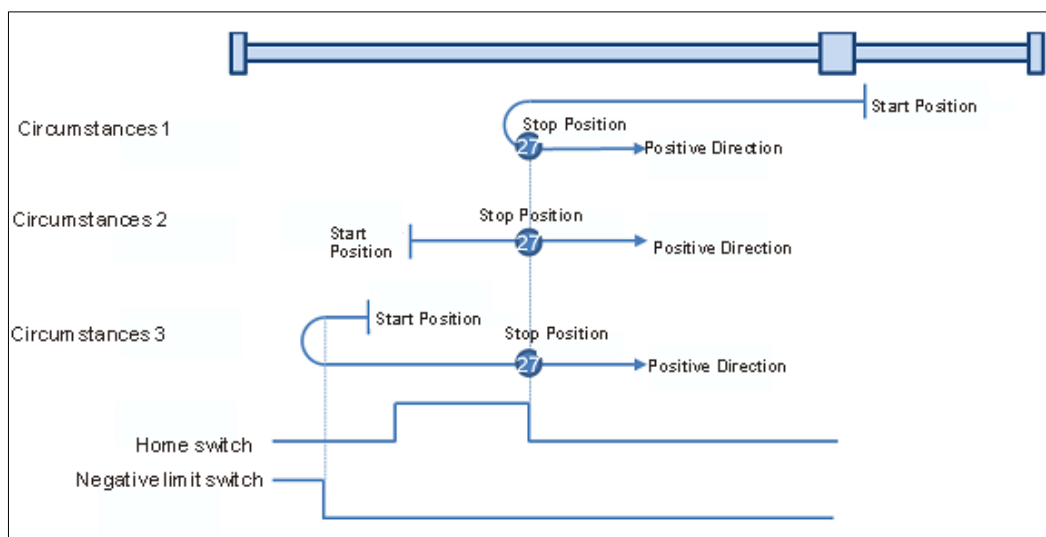 Start Position
Circumstances 1
Stop Position
27
Positive Direction
Circumstances 2
Stop Position
Start
Position
27
Positive Direction
Start Position
Circumstances 3
Stop Position
27
Positive Direction
Home switch
Negative limit switch